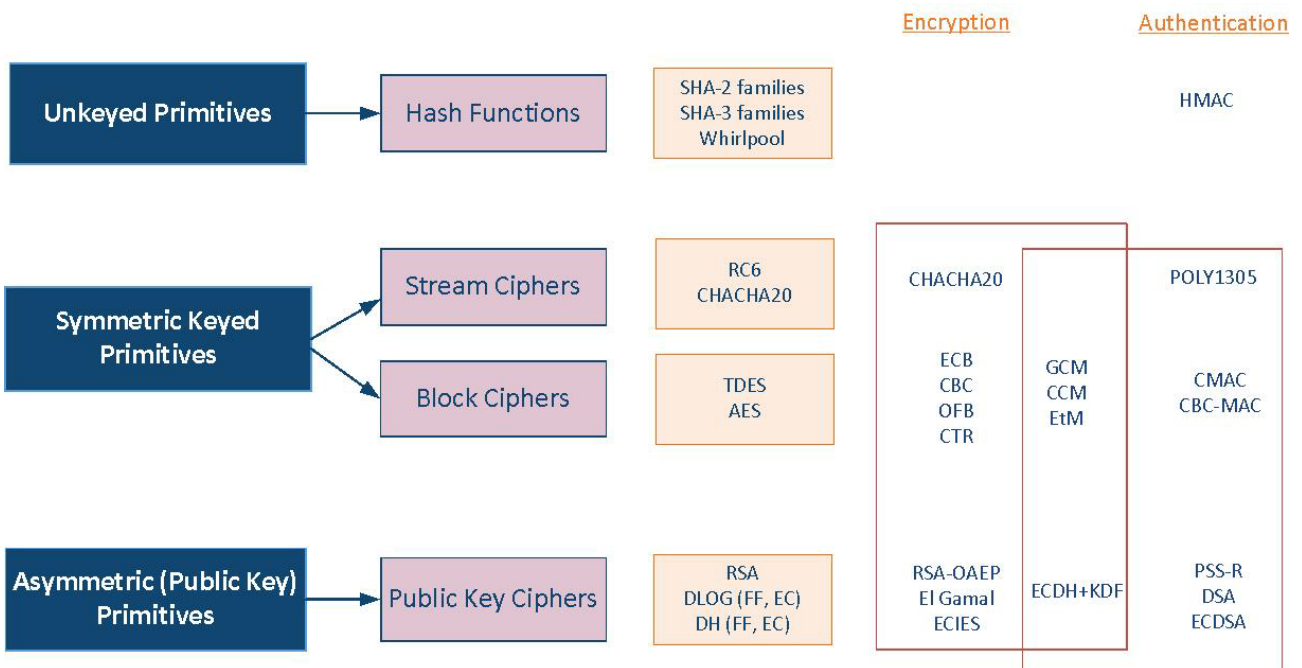 Encryption
Authentication
Unkeyed Primitives
Hash Functions
SHA-2 families
SHA-3 families
Whirlpool
HMAC
Symmetric Keyed
Primitives
Stream Ciphers
RC6
CHACHA20
CHACHA20
POLY1305
Block Ciphers
TDES
AES
ECB
CBC
OFB
CTR
GCM
CCM
EtM
CMAC
CBC-MAC
Asymmetric (Public Key)
Primitives
Public Key Ciphers
RSA
DLOG (FF, EC)
DH (FF, EC)
RSA-OAEP
El Gamal
ECIES
ECDH+KDF
PSS-R
DSA
ECDSA